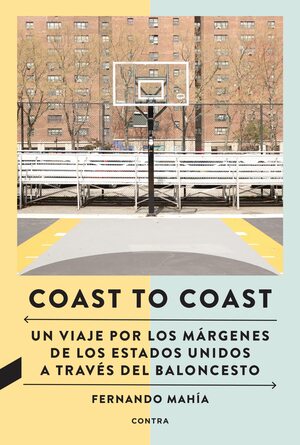 COAST TO COAST
UN VIAJE POR LOS MÁRGENES
DE LOS ESTADOS UNIDOS
A TRAVÉS DEL BALONCESTO
FERNANDO MAHÍA
CONTRA